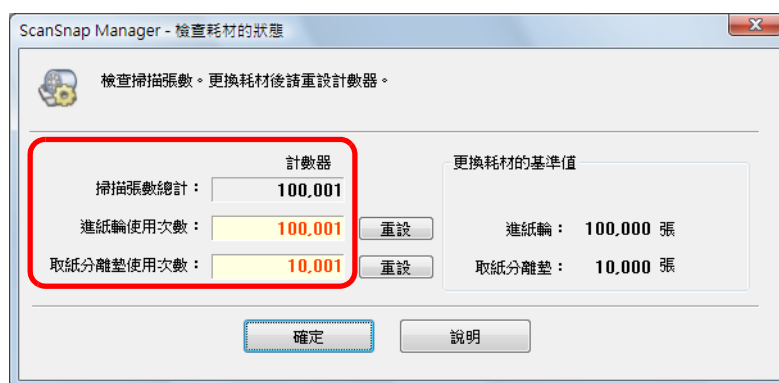 ScanSnap Manager - 檢查耗材的狀態
檢查掃描張數。更換耗材後請重設計數器。
計數器
掃描張數總計： 100,001
進紙輪使用次數： 100,001 重設
取紙分離墊使用次數： 10,001 重設
更換耗材的基準值
進紙輪： 100,000 張
取紙分離墊： 10,000 張
確定 說明